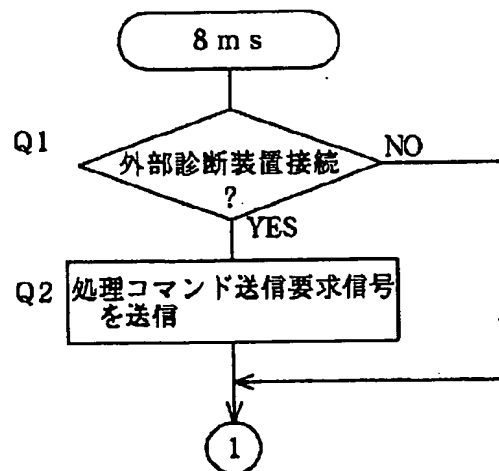 8ms
Q1
外部診断装置接続
?
NO
YES
Q2
処理コマンド送信要求信号
を送信
1